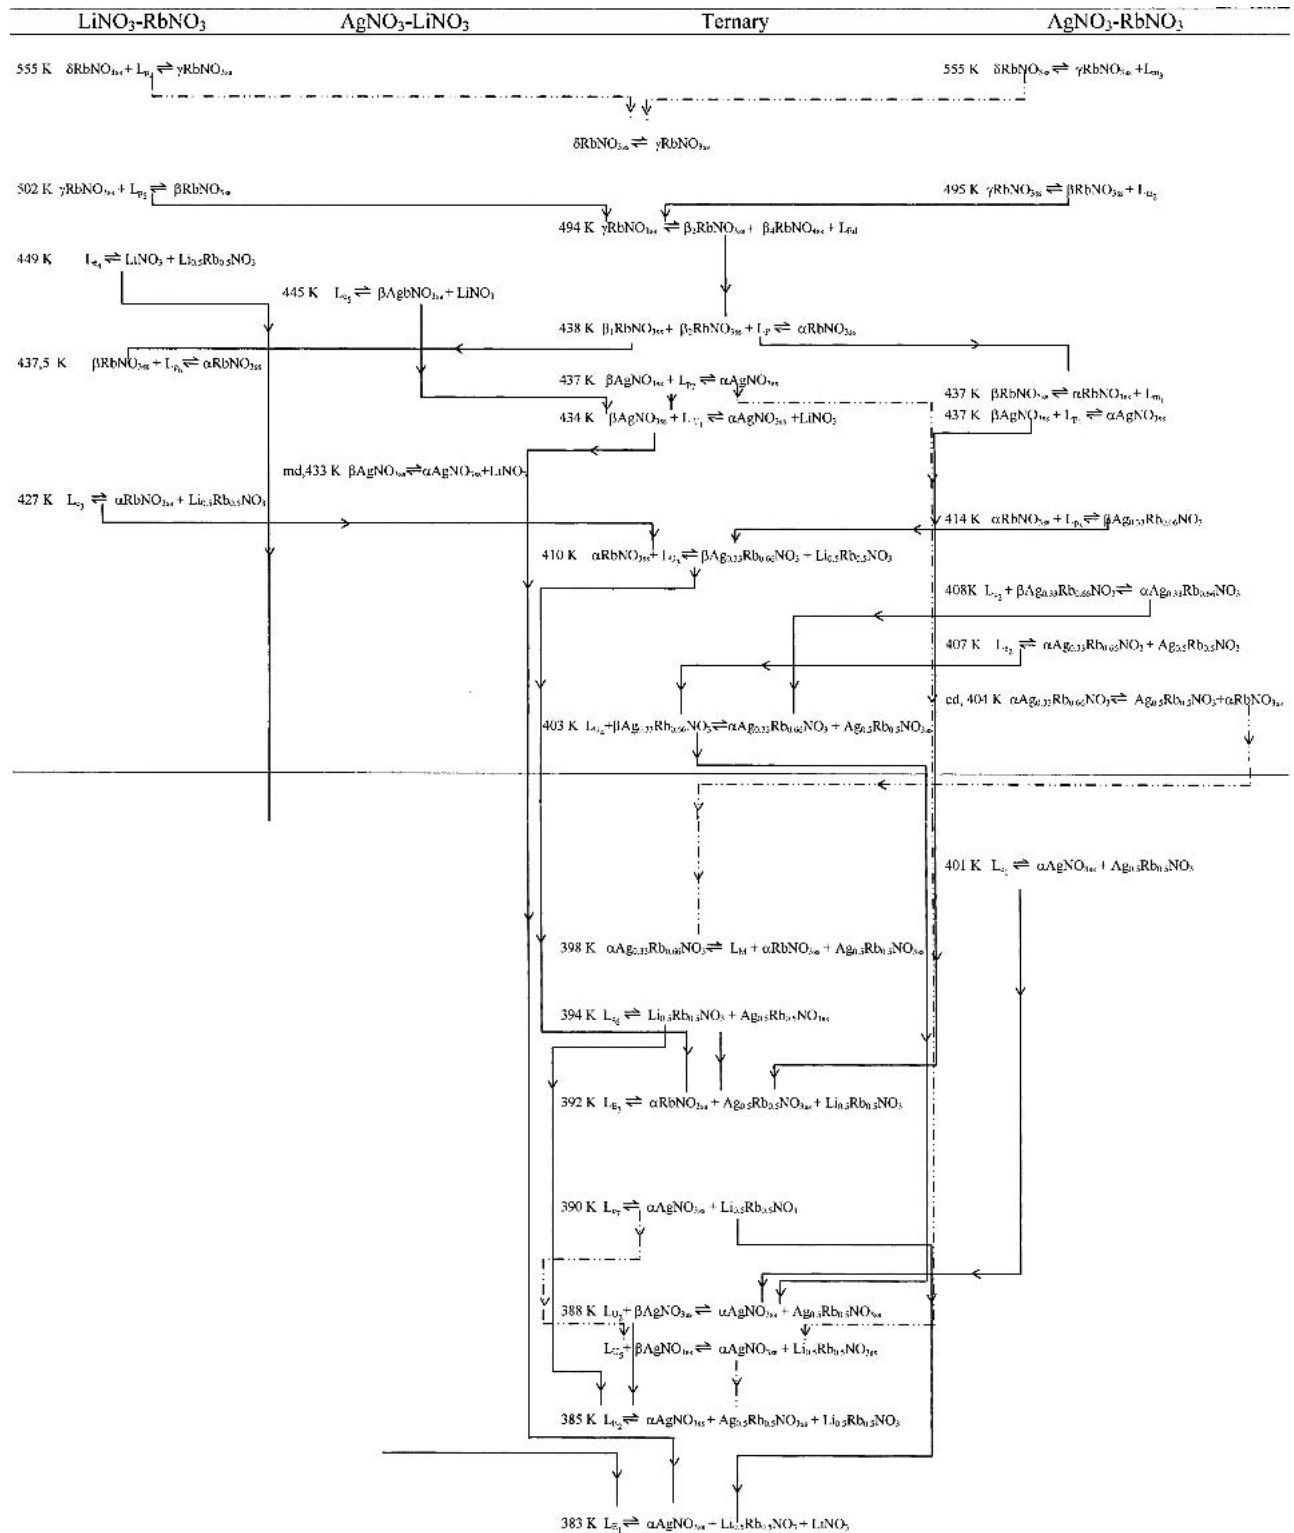 LiNO₃-RbNO₃ AgNO₃-LiNO₃ Ternary AgNO₃-RbNO₃
555 K δRbNO₃ss + Lp₄ ⇌ γRbNO₃ss 555 K δRbNO₃ss ⇌ γRbNO₃ss + Lm₃
δRbNO₃ss ⇌ γRbNO₃ss
502 K γRbNO₃ss + Lp₅ ⇌ βRbNO₃ss 495 K γRbNO₃ss ⇌ βRbNO₃ss + Lm₂
494 K γRbNO₃ss ⇌ β₃RbNO₃ss + β₄RbNO₄ss +
449 K Le₄ ⇌ LiNO₃ + Li₀.₅Rb₀.₅NO₃
445 K Le₅ ⇌ βAgbNO₃ss + LiNO₃
438 K β₁RbNO₃ss + β₂RbNO₃ss + Lp ⇌ αRbNO₃ss
437,5 K βRbNO₃ss + Lp₆ ⇌ αRbNO₃ss
437 K βAgNO₃ss + Lp₇ ⇌ αAgNO₃ss
437 K βRbNO₃ss ⇌ αRbNO₃ss + Lm₁
434 K βAgNO₃ss + LU₁ ⇌ αAgNO₃ss + LiNO₃ 437 K βAgNO₃ss + Lp₁ ⇌ αAgNO₃ss
md,433 K βAgNO₃ss ⇌ αAgNO₃ss + LiNO₃
427 K Le₃ ⇌ αRbNO₃ss + Li₀.₅Rb₀.₅NO₃
414 K αRbNO₃ss + Lp₃ ⇌ βAg₀.₃₃Rb₀.₆₆NO₃
410 K αRbNO₃ss + LU₃ ⇌ βAg₀.₃₃Rb₀.₆₆NO₃ + Li₀.₅Rb₀.₅NO₃
408K + βAg₀.₃₃Rb₀.₆₆NO₃ ⇌ αAg₀.₃₃Rb₀.₆₆NO₃
407 K Le₂ ⇌ αAg₀.₃₃Rb₀.₆₆NO₃ + Ag₀.₅Rb₀.₅NO₃
ed, 404 K αAg₀.₃₃Rb₀.₆₆NO₃ ⇌ Ag₀.₅Rb₀.₅NO₃ + αRbNO₃ss
403 K LU₄ + βAg₀.₃₃Rb₀.₆₆NO₃ ⇌ αAg₀.₃₃Rb₀.₆₆NO₃ + Ag₀.₅Rb₀.₅NO₃ss
401 K Le₁ ⇌ αAgNO₃ss + Ag₀.₅Rb₀.₅NO₃
398 K αAg₀.₃₃Rb₀.₆₆NO₃ ⇌ LM + αRbNO₃ss + Ag₀.₅Rb₀.₅NO₃ss
394 K Le₆ ⇌ Li₀.₅Rb₀.₅NO₃ + Ag₀.₅Rb₀.₅NO₃ss
392 K LE₃ ⇌ αRbNO₃ss + Ag₀.₅Rb₀.₅NO₃ss + Li₀.₅Rb₀.₅NO₃
390 K Le₇ ⇌ αAgNO₃ss + Li₀.₅Rb₀.₅NO₃
388 K LU₂ + βAgNO₃ss ⇌ αAgNO₃ss + Ag₀.₅Rb₀.₅NO₃ss
LU₅ + βAgNO₃ss ⇌ αAgNO₃ss + Li₀.₅Rb₀.₅NO₃ss
385 K LE₂ ⇌ αAgNO₃ss + Ag₀.₅Rb₀.₅NO₃ss + Li₀.₅Rb₀.₅NO₃
383 K LE₁ ⇌ αAgNO₃ss + Li₀.₅Rb₀.₅NO₃ + LiNO₃